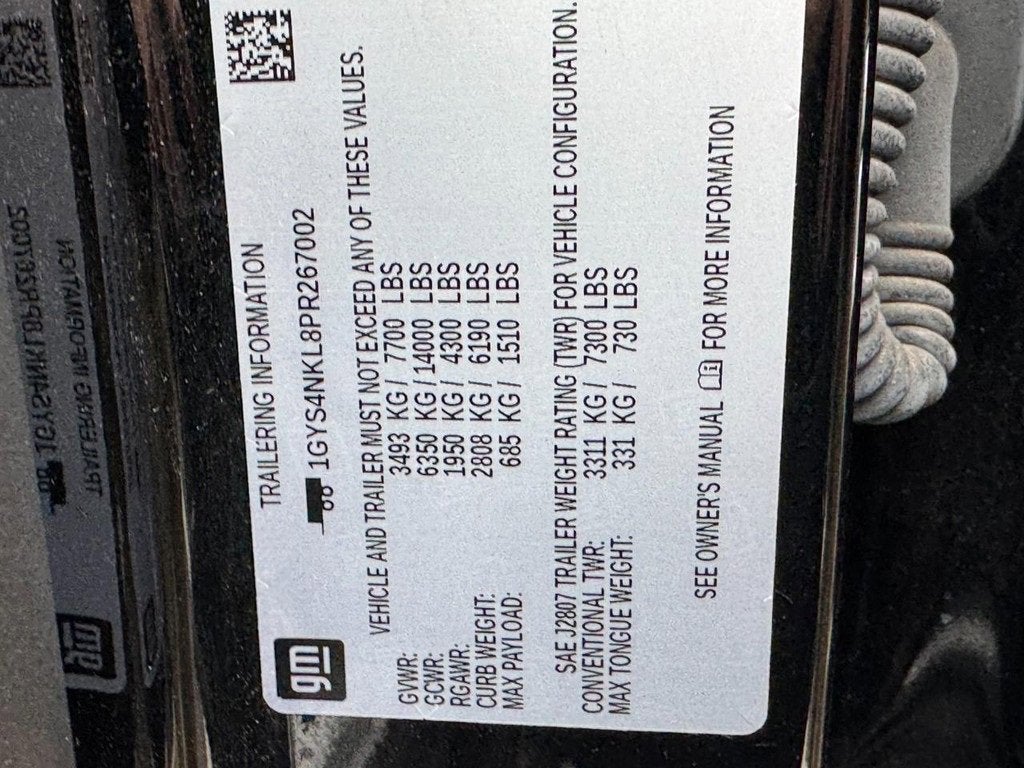 gm
TRAILERING INFORMATION
1GYS4NKL8PR267002
VEHICLE AND TRAILER MUST NOT EXCEED ANY OF THESE VALUES.
GVWR: 3493 KG / 7700 LBS
GCWR: 6350 KG / 14000 LBS
RGAWR: 1950 KG / 4300 LBS
CURB WEIGHT: 2808 KG / 6190 LBS
MAX PAYLOAD: 685 KG / 1510 LBS
SAE J2807 TRAILER WEIGHT RATING (TWR) FOR VEHICLE CONFIGURATION.
CONVENTIONAL TWR: 3311 KG / 7300 LBS
MAX TONGUE WEIGHT: 331 KG / 730 LBS
SEE OWNER'S MANUAL FOR MORE INFORMATION